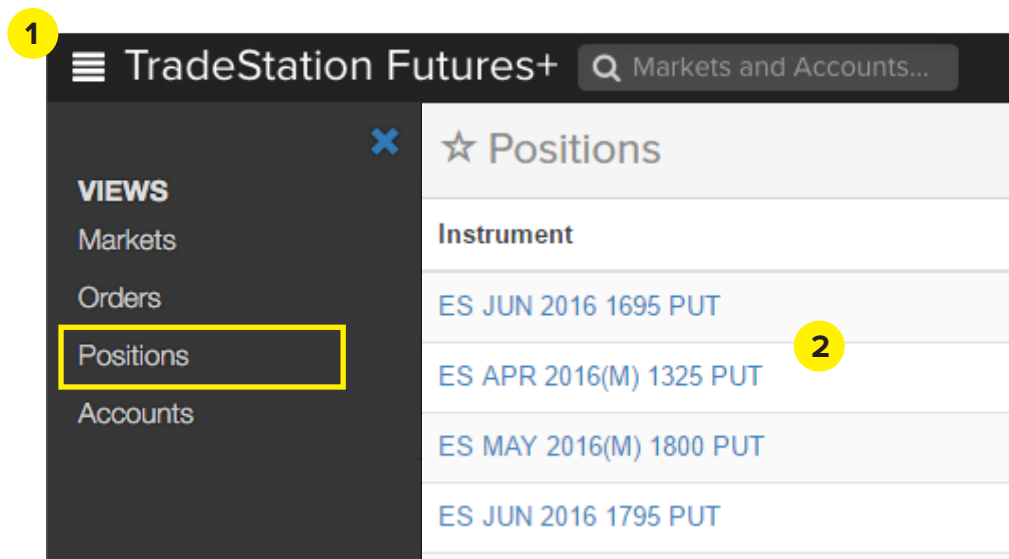 1
TradeStation Futures+
Markets and Accounts...
VIEWS
Markets
Orders
Positions
Accounts
Positions
Instrument
ES JUN 2016 1695 PUT
2
ES APR 2016(M) 1325 PUT
ES MAY 2016(M) 1800 PUT
ES JUN 2016 1795 PUT